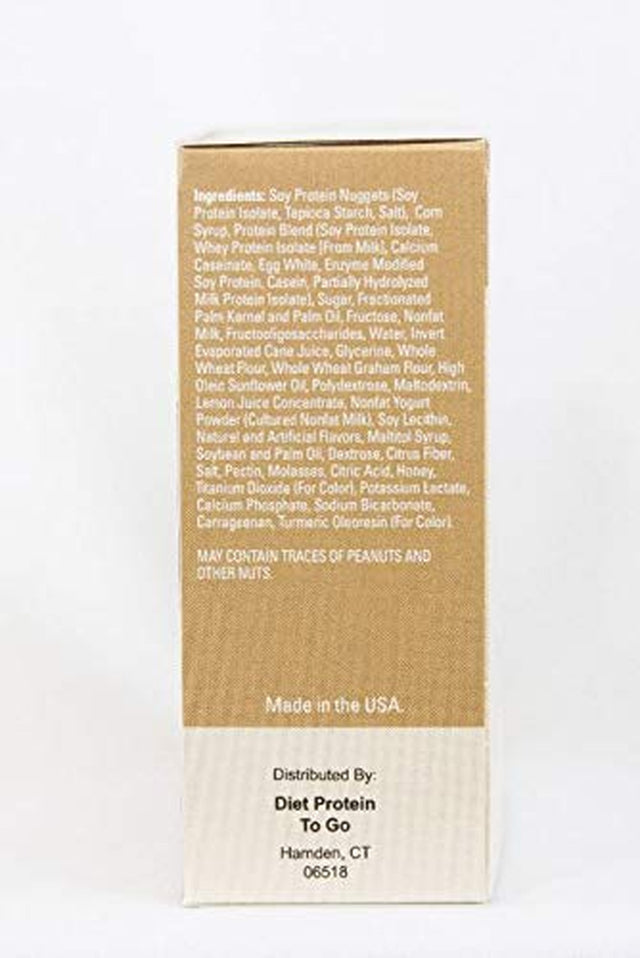 Ingredients: Soy Protein Nuggets (Soy
Protein Isolate, Tapioca Starch, Salt), Corn
Syrup, Protein Blend (Soy Protein Isolate,
Whey Protein Isolate [From Milk], Calcium
Caseinate, Egg White, Enzyme Modified
Soy Protein, Casein, Partially Hydrolyzed
Milk Protein Isolate), Sugar, Fractionated
Palm Kernel and Palm Oil, Fructose, Nonfat
Milk, Fructooligosaccharides, Water, Invert
Evaporated Cane Juice, Glycerine, Whole
Wheat Flour, Whole Wheat Graham Flour, High
Oleic Sunflower Oil, Polydextrose, Maltodextrin,
Lemon Juice Concentrate, Nonfat Yogurt
Powder (Cultured Nonfat Milk), Soy Lecithin,
Natural and Artificial Flavors, Maltitol Syrup,
Soybean and Palm Oil, Dextrose, Citrus Fiber,
Salt, Pectin, Molasses, Citric Acid, Honey,
Titanium Dioxide (For Color), Potassium Lactate,
Calcium Phosphate, Sodium Bicarbonate,
Carrageenan, Turmeric Oleoresin (For Color).
MAY CONTAIN TRACES OF PEANUTS AND
OTHER NUTS.
Made in the USA.
Distributed By:
Diet Protein
To Go
Hamden, CT
06518